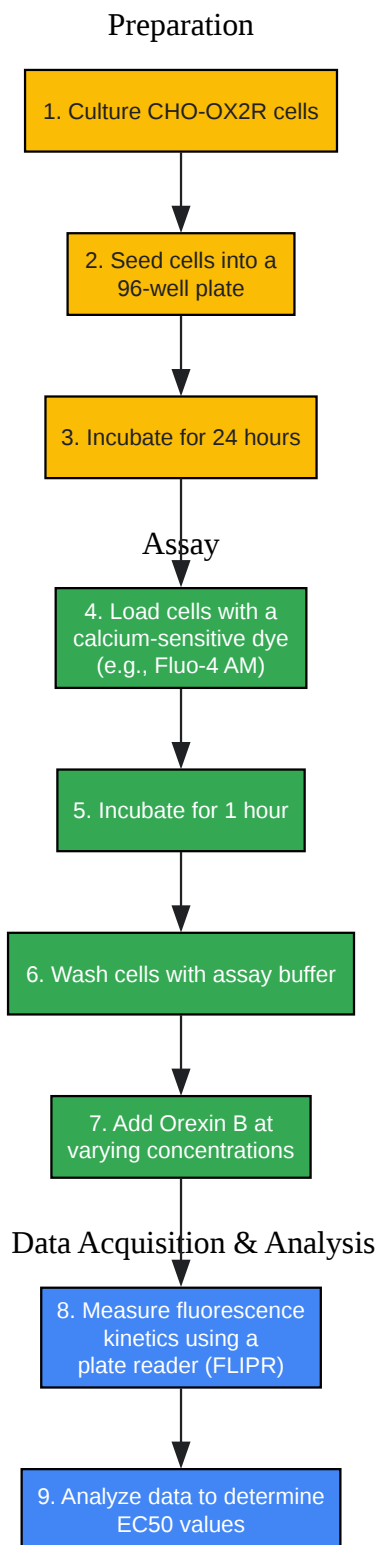 Preparation
1. Culture CHO-OX2R cells
2. Seed cells into a
96-well plate
3. Incubate for 24 hours
Assay
4. Load cells with a
calcium-sensitive dye
(e.g., Fluo-4 AM)
5. Incubate for 1 hour
6. Wash cells with assay buffer
7. Add Orexin B at
varying concentrations
Data Acquisition & Analysis
8. Measure fluorescence
kinetics using a
plate reader (FLIPR)
9. Analyze data to determine
EC50 values